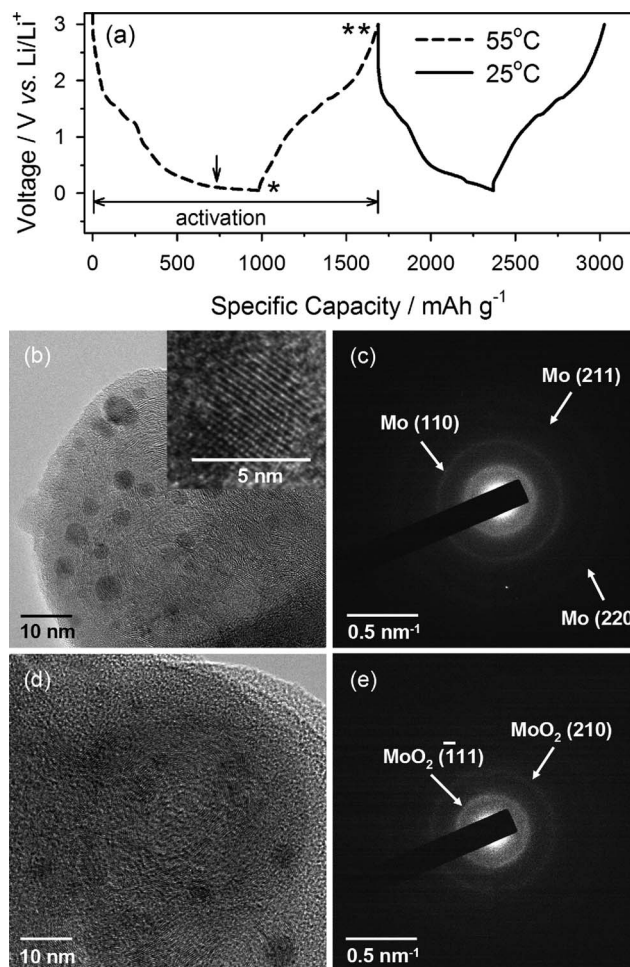 (a)
**
55°C
25°C
3
2
1
0
Voltage / V vs. Li/Li⁺
*
activation
0 500 1000 1500 2000 2500 3000
Specific Capacity / mAh g⁻¹
(b)
5 nm
10 nm
(c)
Mo (211)
Mo (110)
Mo (220
0.5 nm⁻¹
(d)
10 nm
(e)
MoO₂ (210)
MoO₂ (1̅11)
0.5 nm⁻¹